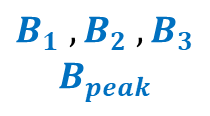 B₁ , B₂ , B₃
Bₚₑₐₖ